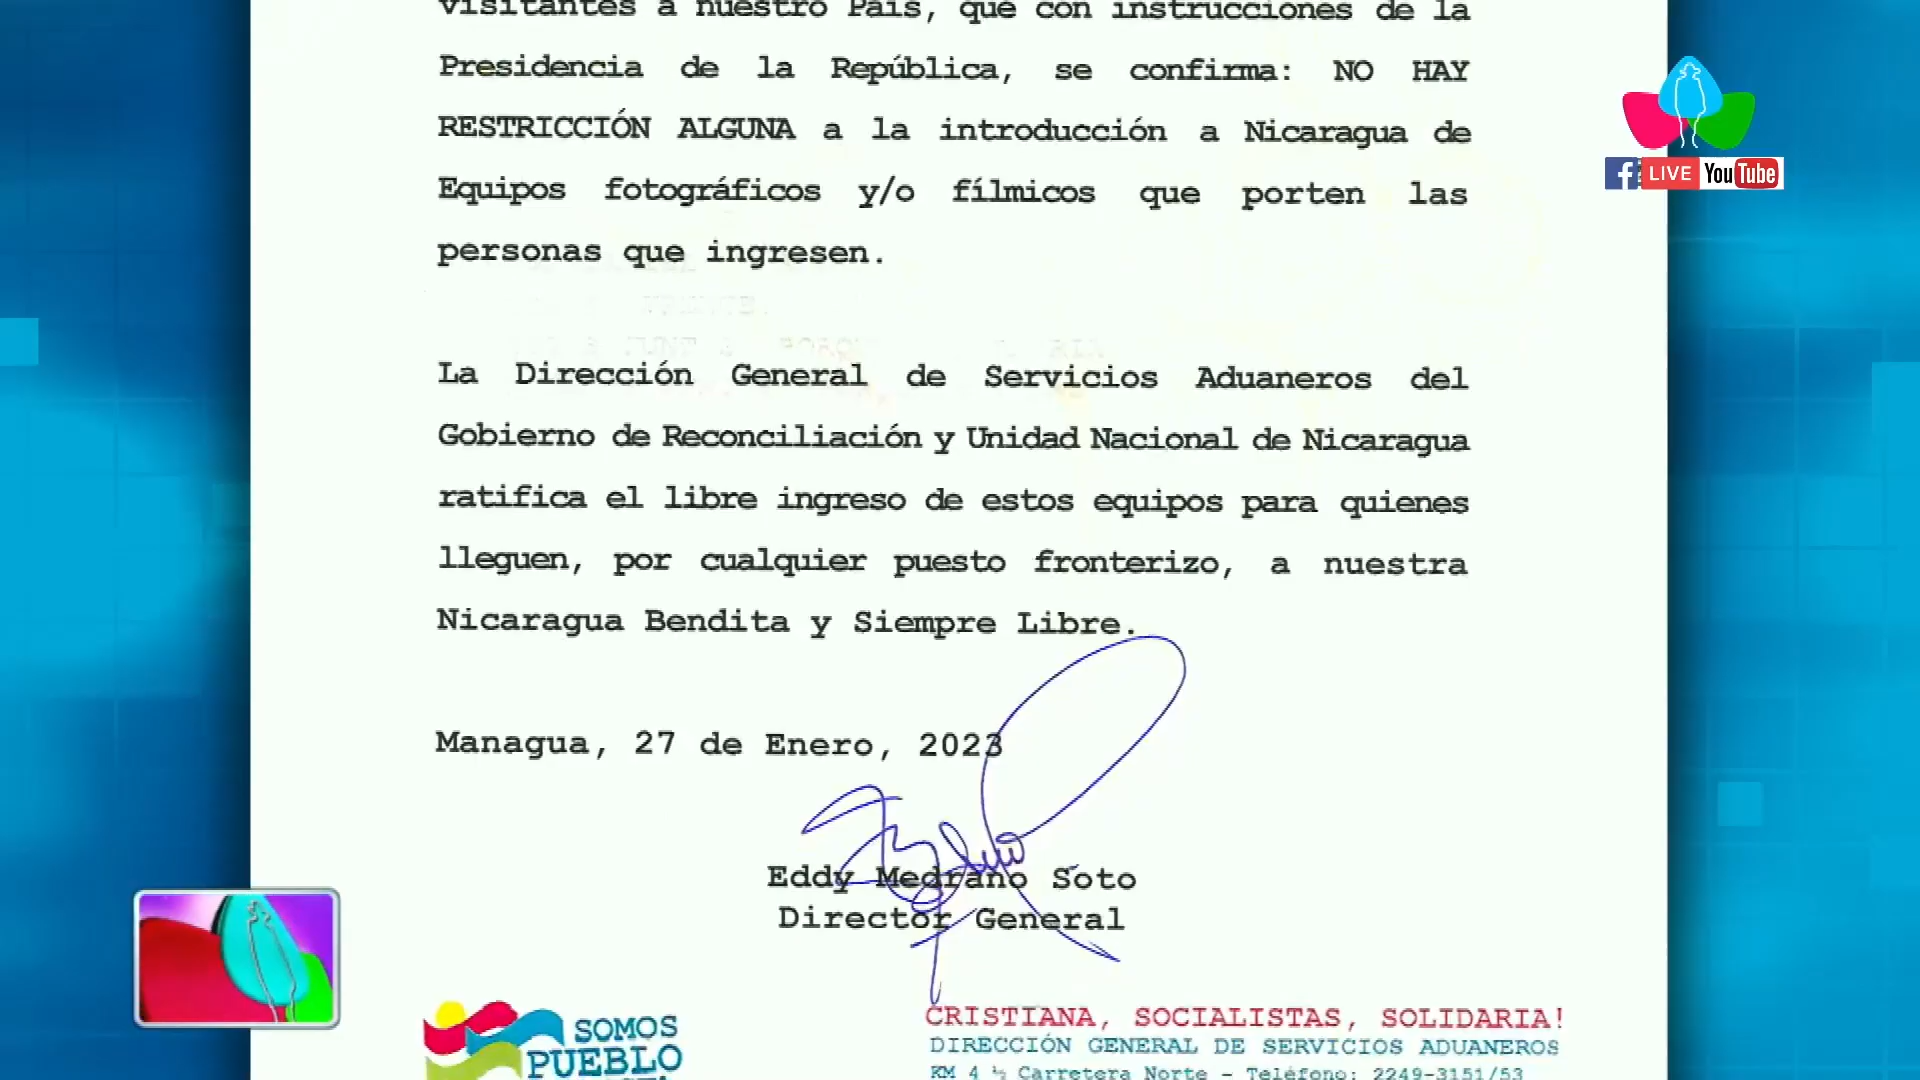 visitantes a nuestro País, que con instrucciones de la
Presidencia de la República, se confirma: NO HAY
RESTRICCIÓN ALGUNA a la introducción a Nicaragua de
Equipos fotográficos y/o fílmicos que porten las
personas que ingresen.
La Dirección General de Servicios Aduaneros del
Gobierno de Reconciliación y Unidad Nacional de Nicaragua
ratifica el libre ingreso de estos equipos para quienes
lleguen, por cualquier puesto fronterizo, a nuestra
Nicaragua Bendita y Siempre Libre.
Managua, 27 de Enero, 2023
Eddy Medrano Soto
Director General
SOMOS
PUEBLO
CRISTIANA, SOCIALISTAS, SOLIDARIA!
DIRECCIÓN GENERAL DE SERVICIOS ADUANEROS
KM 4 ½ Carretera Norte - Teléfono: 2249-3151/53
f LIVE YouTube